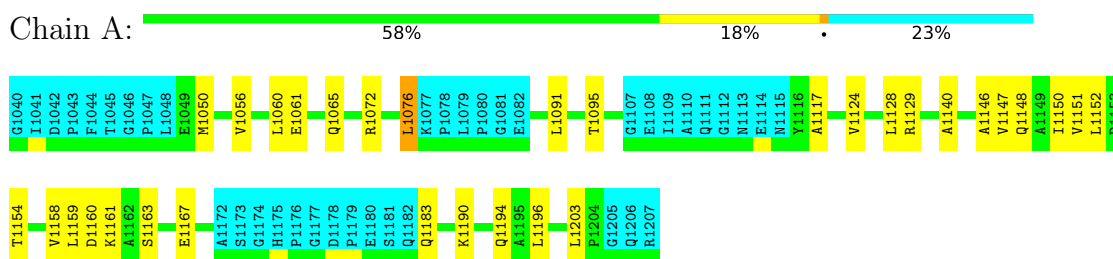 Chain A:
58% 18% • 23%
G1040 I1041 D1042 P1043 F1044 T1045 G1046 P1047 L1048 E1049 M1050 V1056 L1060 E1061 Q1065 R1072 L1076 K1077 P1078 L1079 P1080 G1081 E1082 L1091 T1095 G1107 E1108 I1109 A1110 Q1111 G1112 N1113 E1114 N1115 Y1116 A1117 V1124 L1128 R1129 A1140 A1146 V1147 Q1148 A1149 I1150 V1151 L1152
T1154 V1158 L1159 D1160 K1161 A1162 S1163 E1167 A1172 S1173 G1174 H1175 P1176 G1177 D1178 P1179 E1180 S1181 Q1182 Q1183 K1190 Q1194 A1195 L1196 L1203 P1204 G1205 Q1206 R1207